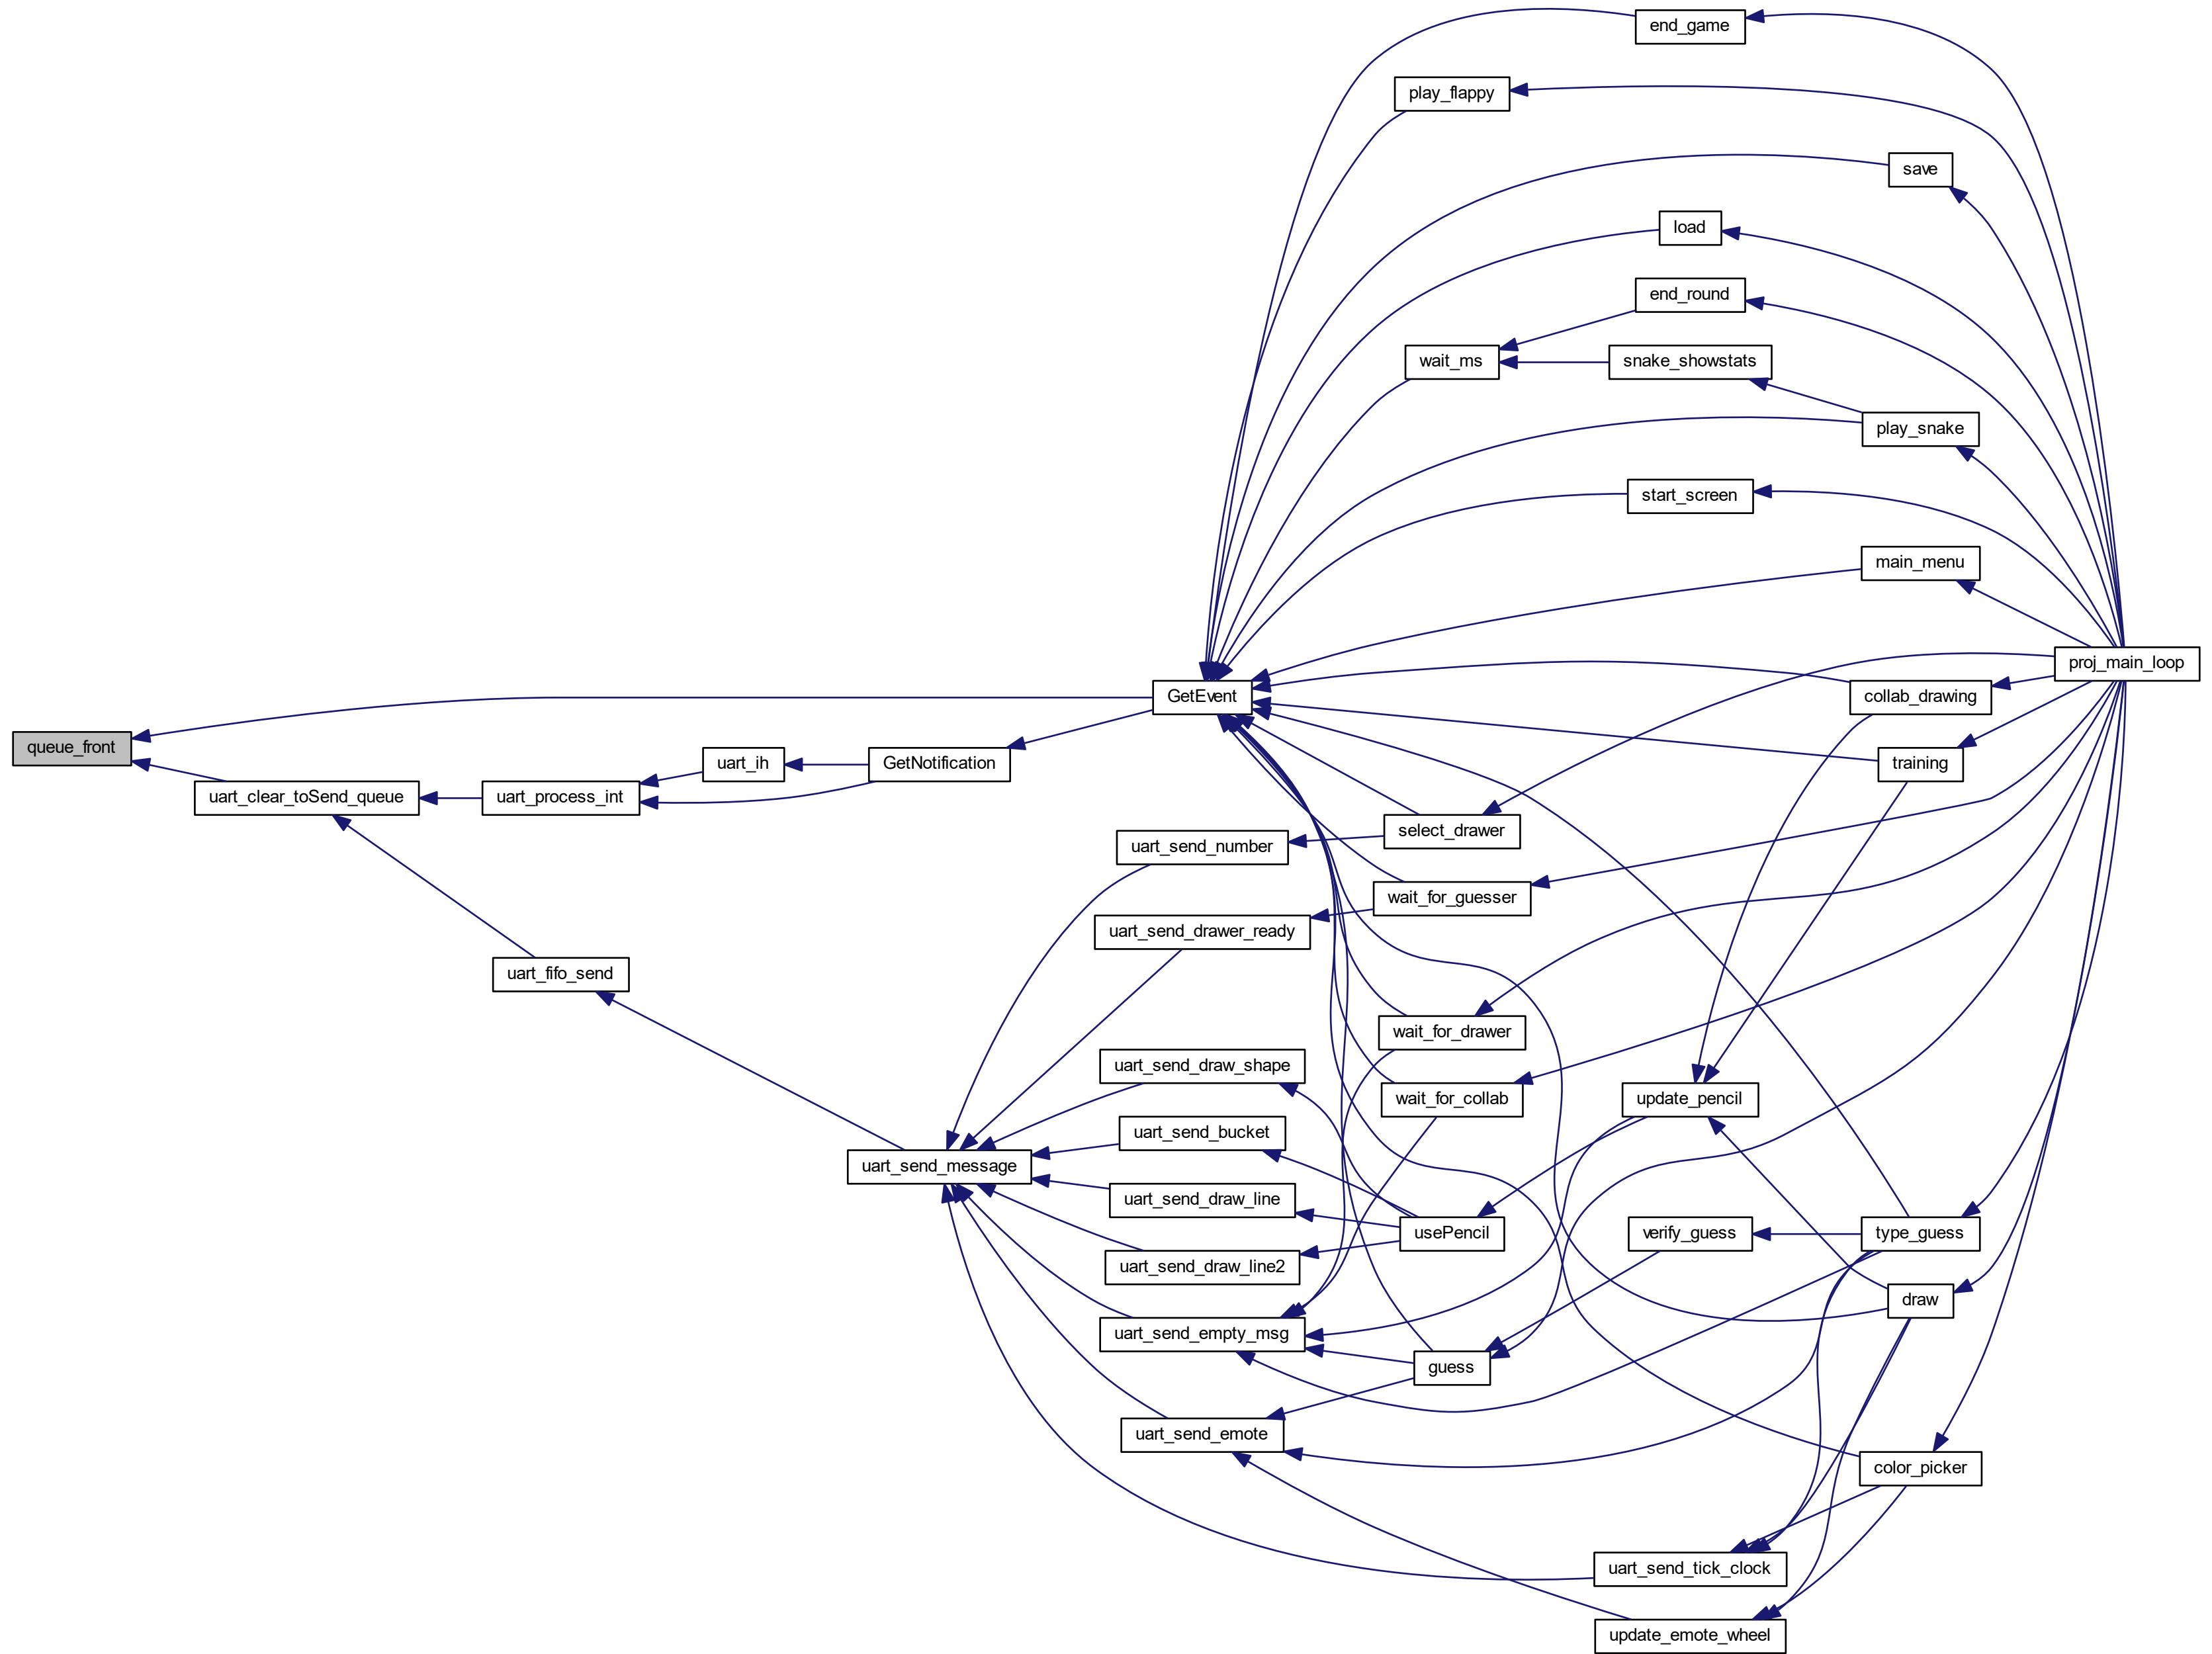 end_game
play_flappy
save
load
end_round
wait_ms
snake_showstats
play_snake
start_screen
main_menu
proj_main_loop
GetEvent
collab_drawing
queue_front
uart_ih
GetNotification
training
uart_clear_toSend_queue
uart_process_int
select_drawer
uart_send_number
wait_for_guesser
uart_send_drawer_ready
uart_fifo_send
wait_for_drawer
uart_send_draw_shape
wait_for_collab
update_pencil
uart_send_bucket
uart_send_message
uart_send_draw_line
usePencil
verify_guess
type_guess
uart_send_draw_line2
draw
uart_send_empty_msg
guess
uart_send_emote
color_picker
uart_send_tick_clock
update_emote_wheel